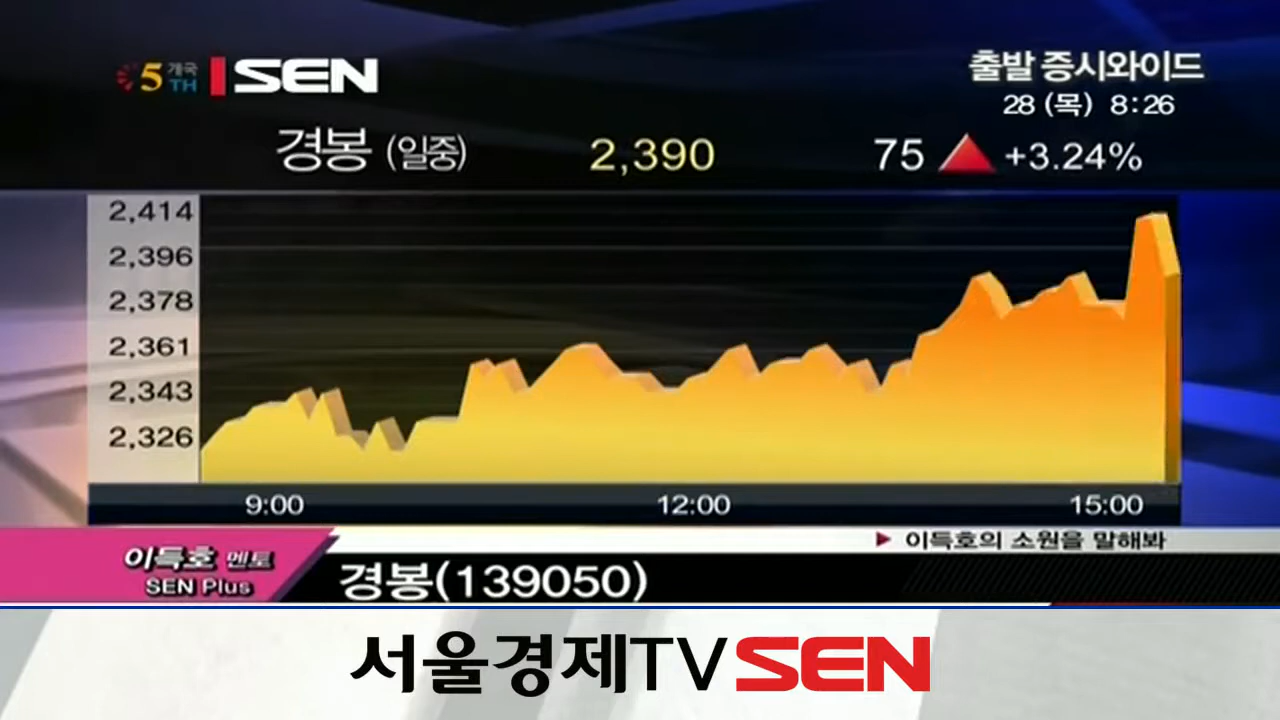 5 개국 TH SEN
출발 증시와이드
28 (목) 8:26
경봉 (일중) 2,390 75 ▲ +3.24%
2,414
2,396
2,378
2,361
2,343
2,326
9:00 12:00 15:00
▶ 이득호의 소원을 말해봐
이득호 멘토
SEN Plus
경봉(139050)
서울경제TV SEN